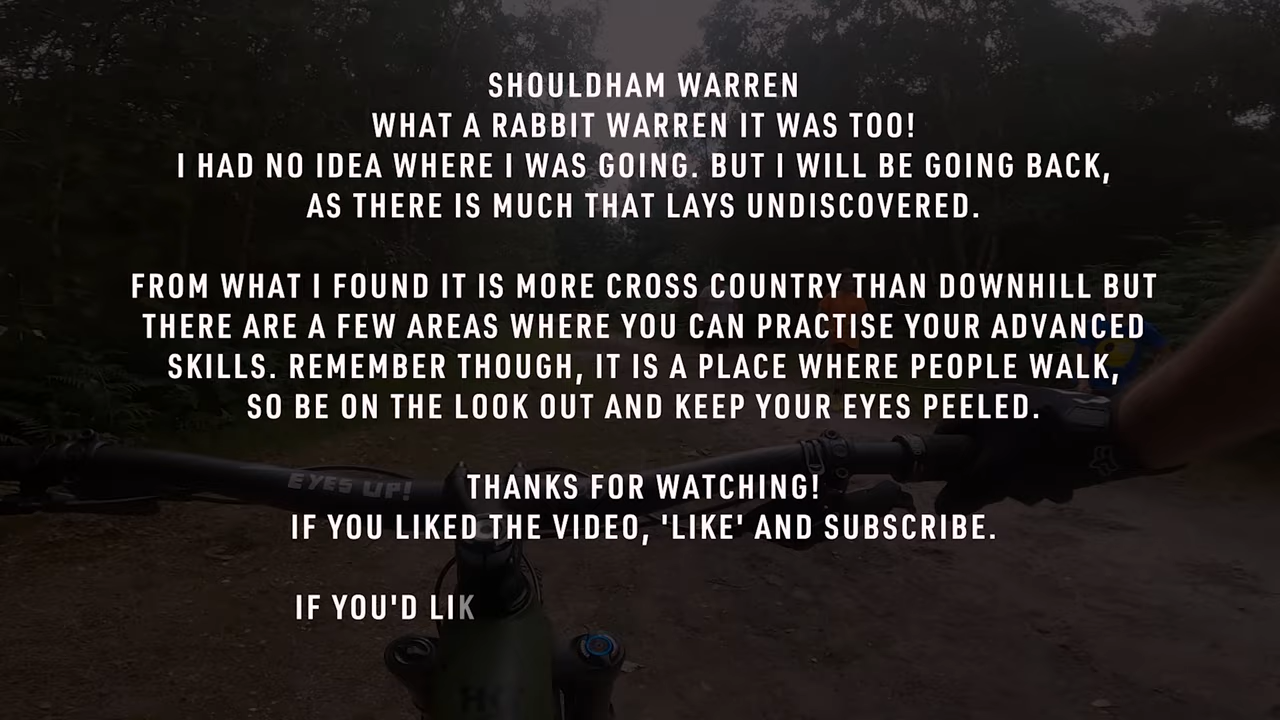 SHOULDHAM WARREN
WHAT A RABBIT WARREN IT WAS TOO!
I HAD NO IDEA WHERE I WAS GOING. BUT I WILL BE GOING BACK,
AS THERE IS MUCH THAT LAYS UNDISCOVERED.
FROM WHAT I FOUND IT IS MORE CROSS COUNTRY THAN DOWNHILL BUT
THERE ARE A FEW AREAS WHERE YOU CAN PRACTISE YOUR ADVANCED
SKILLS. REMEMBER THOUGH, IT IS A PLACE WHERE PEOPLE WALK,
SO BE ON THE LOOK OUT AND KEEP YOUR EYES PEELED.
EYES UP!
THANKS FOR WATCHING!
IF YOU LIKED THE VIDEO, 'LIKE' AND SUBSCRIBE.
IF YOU'D LIK